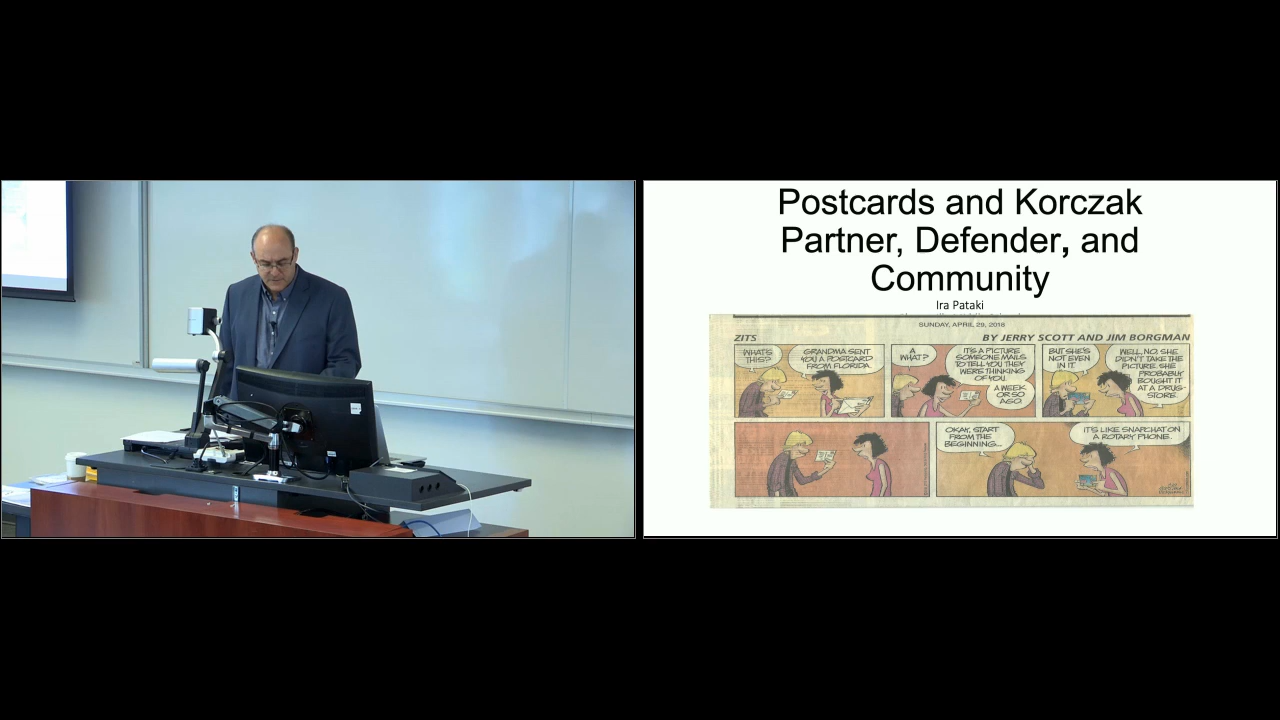 Postcards and Korczak
Partner, Defender, and
Community
Ira Pataki
SUNDAY, APRIL 29, 2018
ZITS
BY JERRY SCOTT AND JIM BORGMAN
WHAT'S
THIS?
GRANDMA SENT
YOU A POSTCARD
FROM FLORIDA.
A
WHAT?
IT'S A PICTURE
SOMEONE MAILS
TO TELL YOU THEY
WERE THINKING
OF YOU.
A WEEK
OR SO
AGO.
BUT SHE'S
NOT EVEN
IN IT.
WELL, NO. SHE
DIDN'T TAKE THE
PICTURE. SHE
PROBABLY
BOUGHT IT
AT A DRUG-
STORE.
OKAY, START
FROM THE
BEGINNING...
IT'S LIKE SNAPCHAT ON
A ROTARY PHONE.